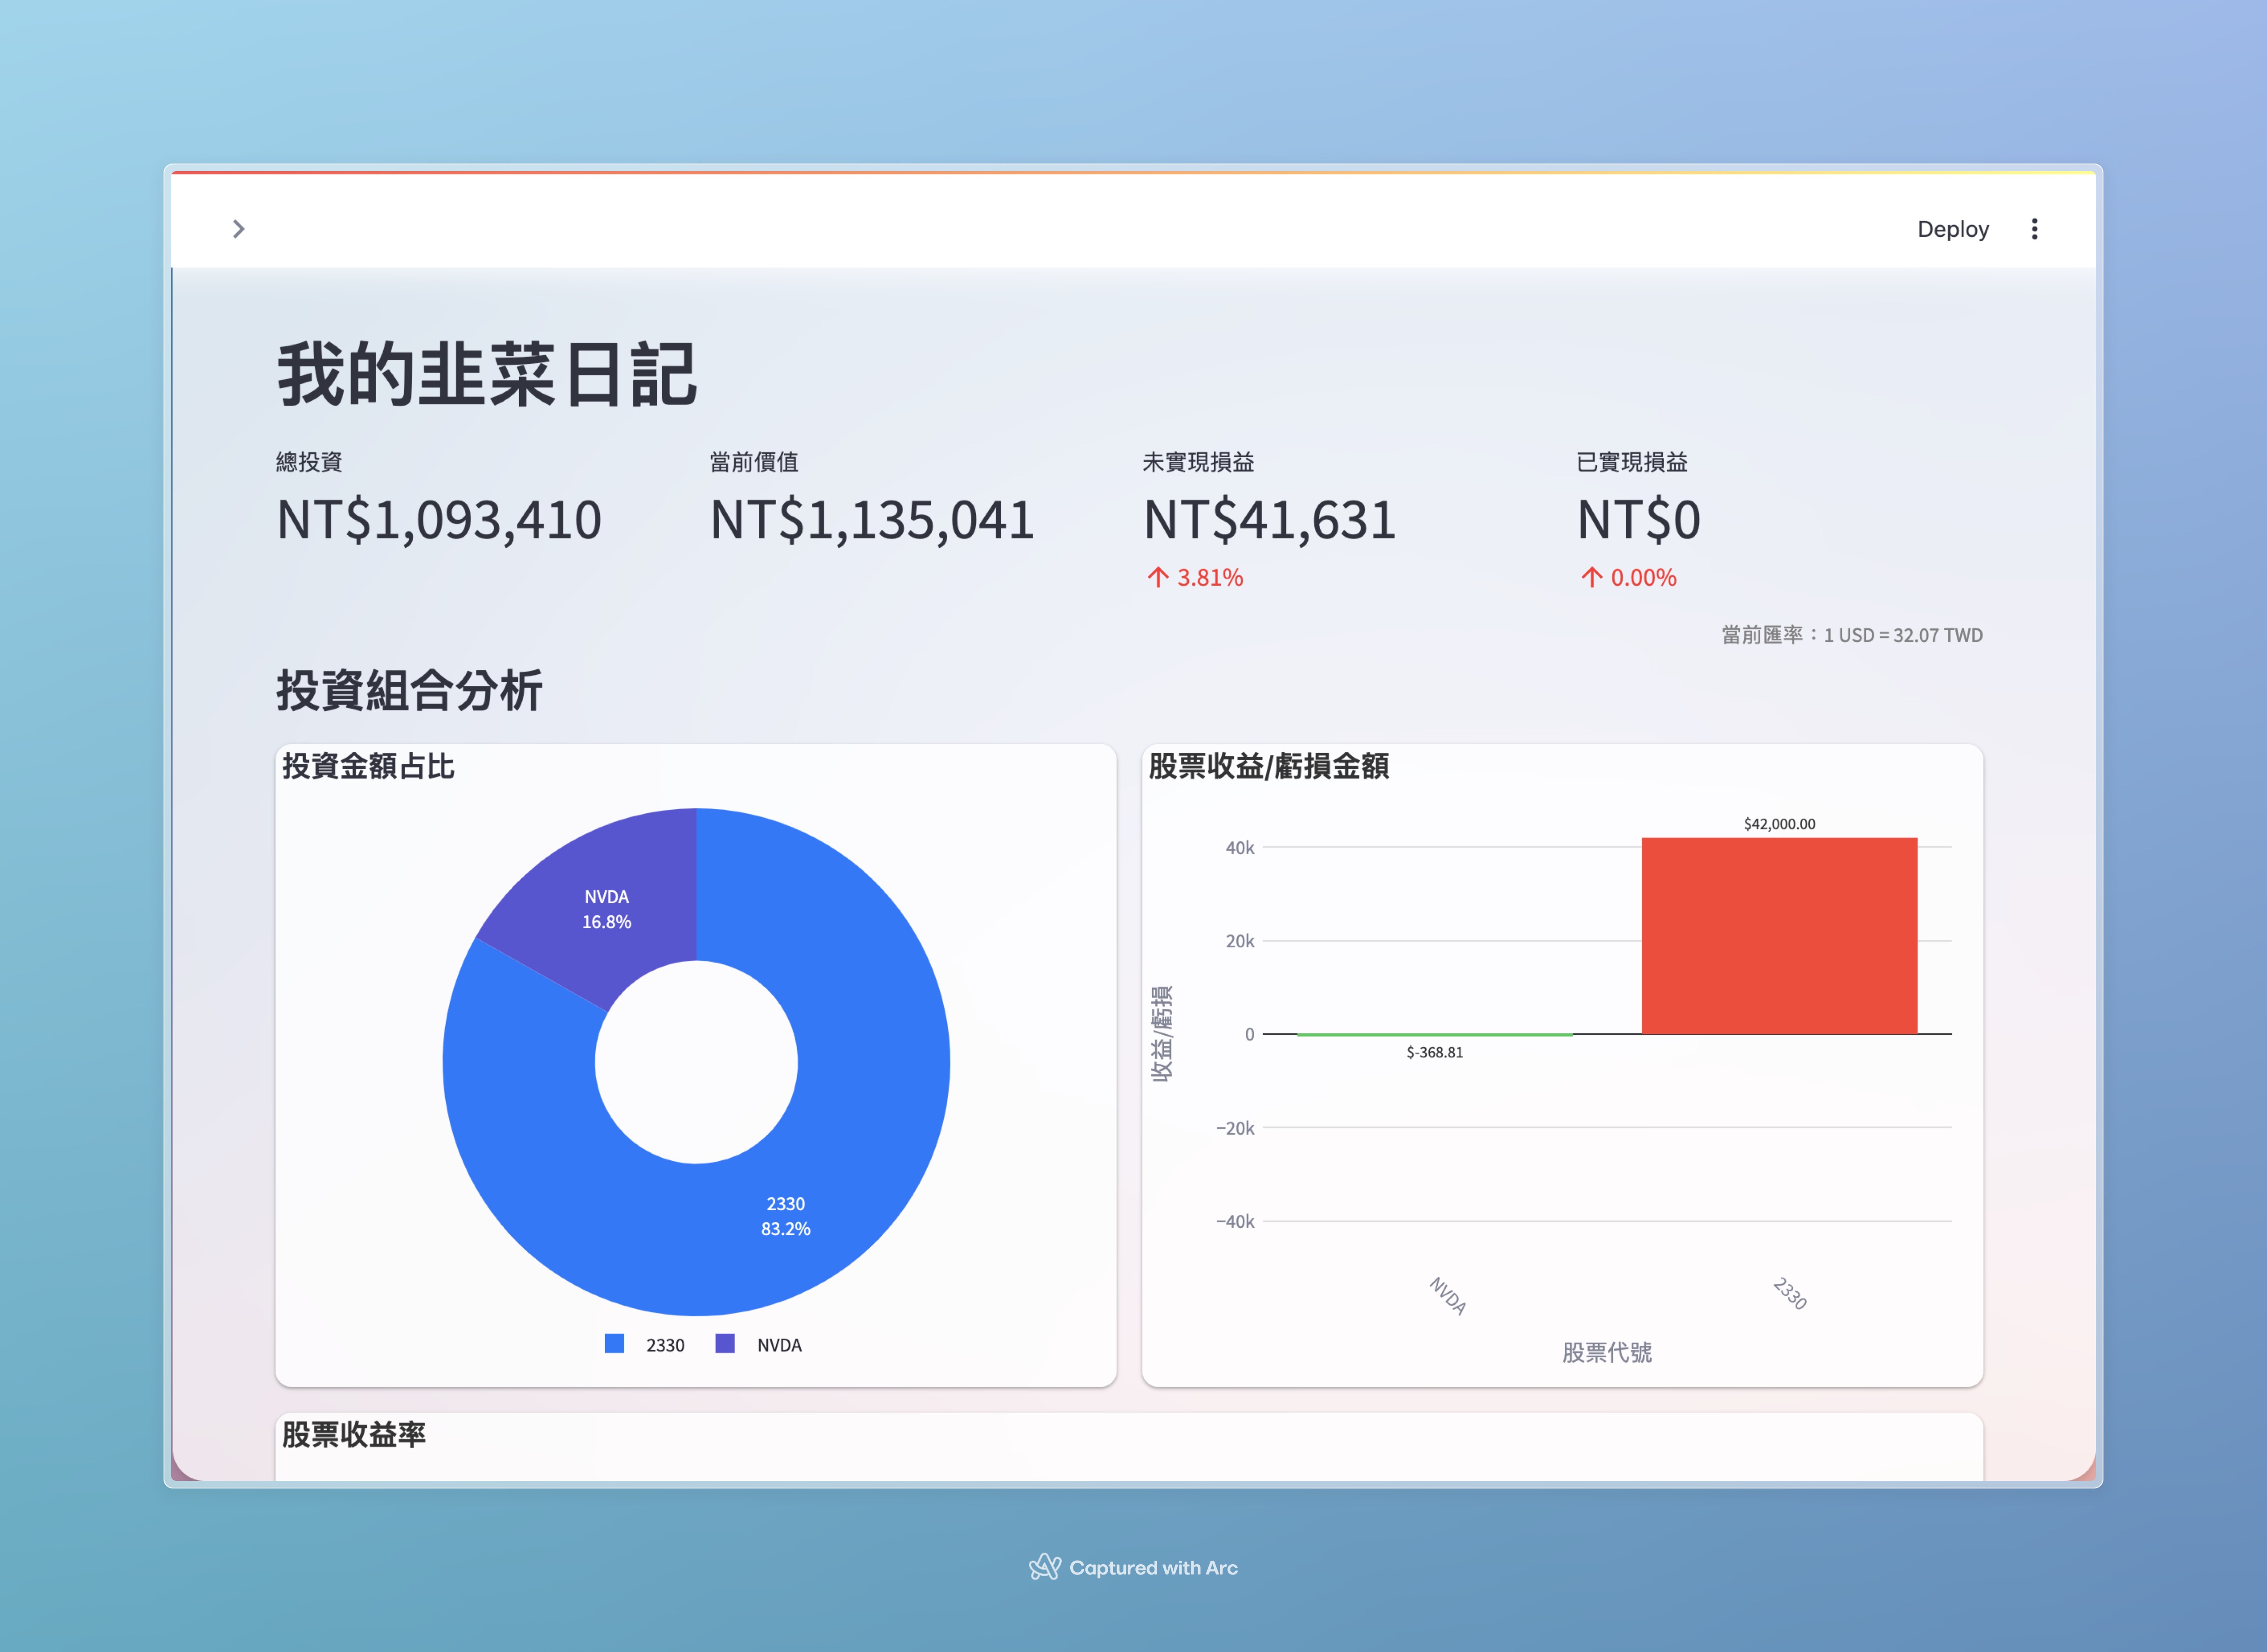 Deploy
我的韭菜日記
總投資
NT$1,093,410
當前價值
NT$1,135,041
未實現損益
NT$41,631
↑ 3.81%
已實現損益
NT$0
↑ 0.00%
當前匯率：1 USD = 32.07 TWD
投資組合分析
投資金額占比
NVDA
16.8%
2330
83.2%
2330
NVDA
股票收益/虧損金額
$42,000.00
40k
20k
0
$-368.81
−20k
−40k
收益/虧損
NVDA
2330
股票代號
股票收益率
Captured with Arc